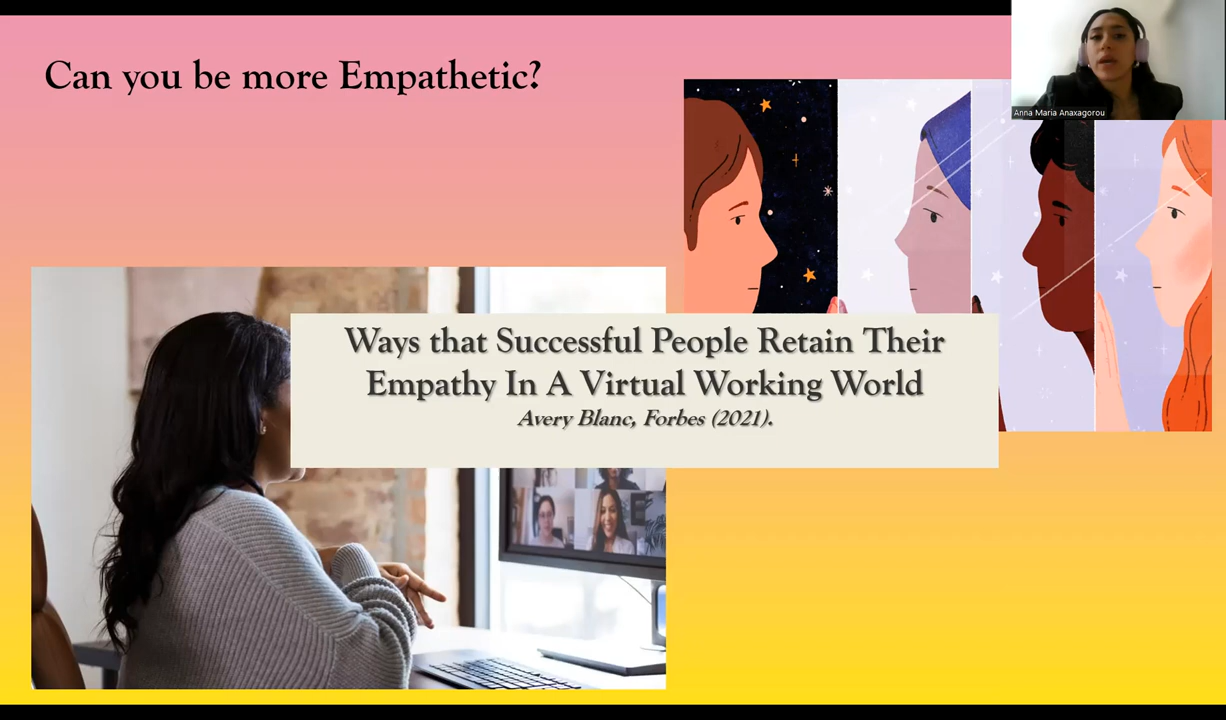 Can you be more Empathetic?
Anna Maria Anaxagorou
Ways that Successful People Retain Their
Empathy In A Virtual Working World
Avery Blanc, Forbes (2021).